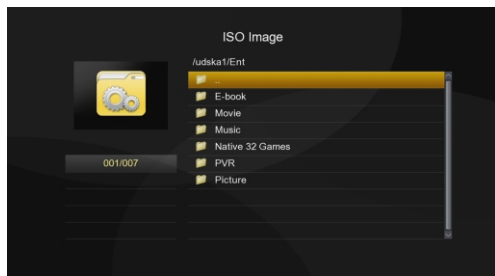 ISO Image
/udska1/Ent
..
E-book
Movie
Music
Native 32 Games
001/007
PVR
Picture